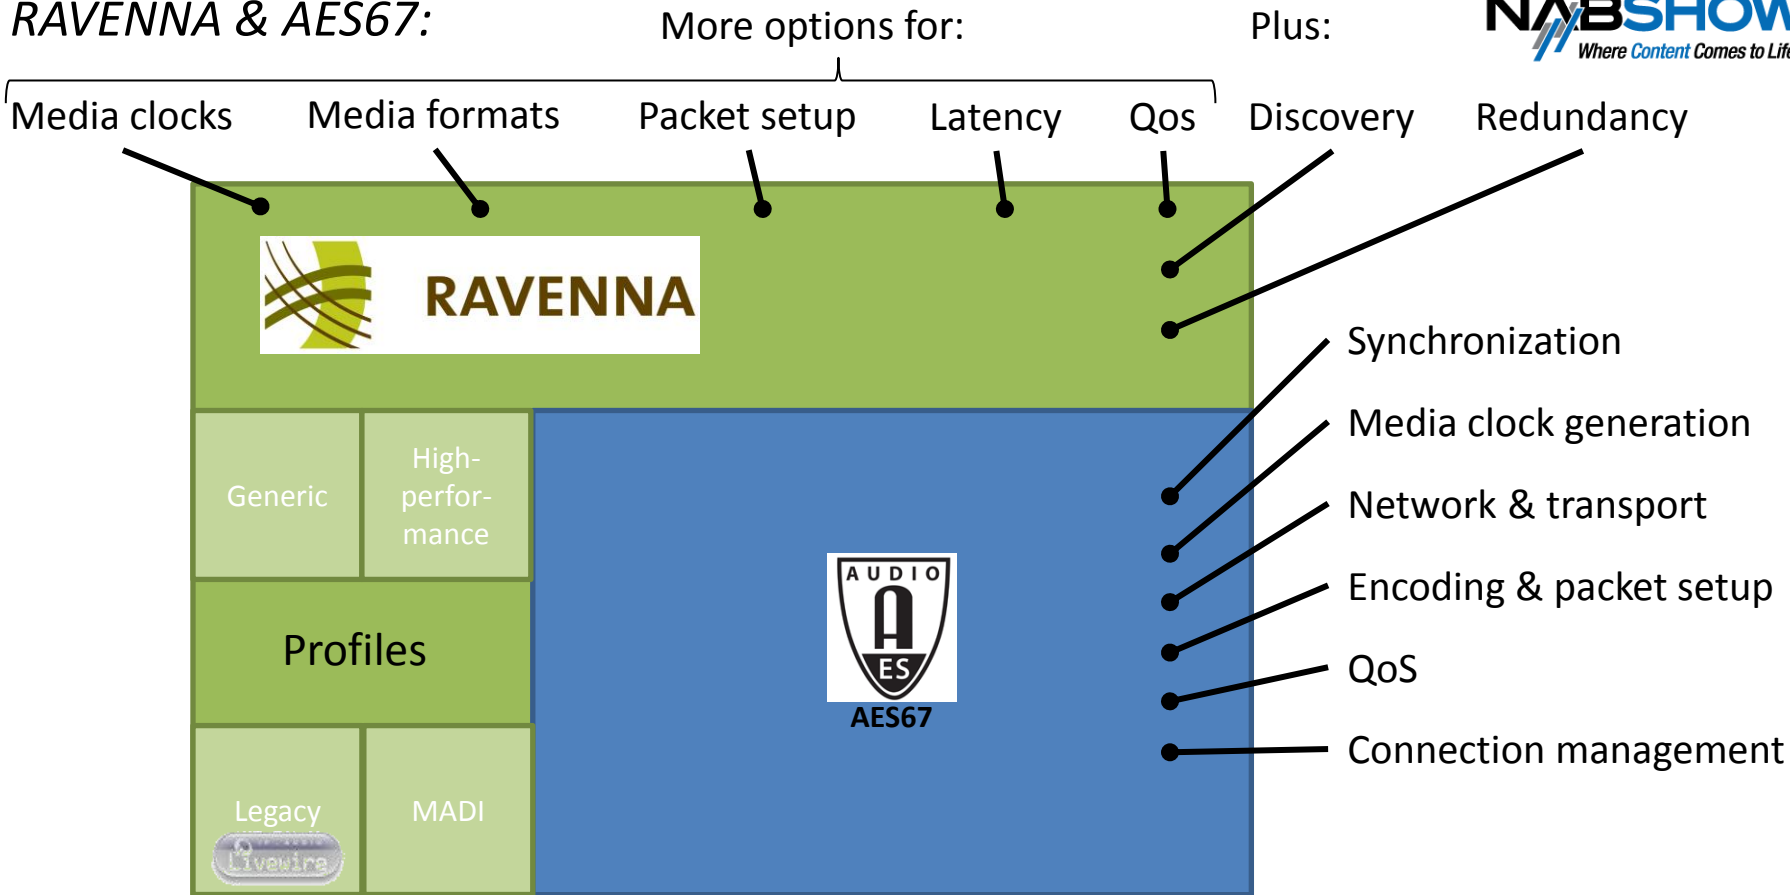 RAVENNA & AES67:
More options for:
Plus:
NABSHOW
Where Content Comes to Life
Media clocks
Media formats
Packet setup
Latency
Qos
Discovery
Redundancy
RAVENNA
Synchronization
Media clock generation
Network & transport
Encoding & packet setup
QoS
Connection management
Generic
High-
perfor-
mance
Profiles
AUDIO
A
ES
AES67
Legacy
MADI
Livewire